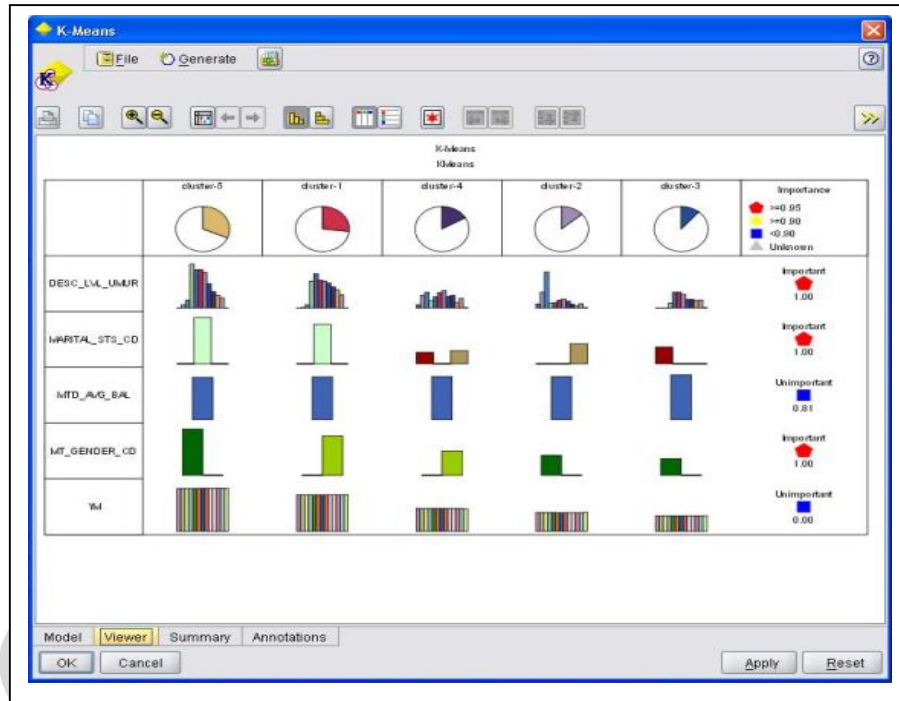 K-Means
File Generate
K-Means
KMeans
cluster-5 cluster-1 cluster-4 cluster-2 cluster-3 Importance
>=0.95
>=0.90
<0.90
Unknown
DESC_LVL_UMUR Important
1.00
MARITAL_STS_CD Important
1.00
MTD_AVG_BAL Unimportant
0.81
MT_GENDER_CD Important
1.00
YM Unimportant
0.00
Model Viewer Summary Annotations
OK Cancel Apply Reset